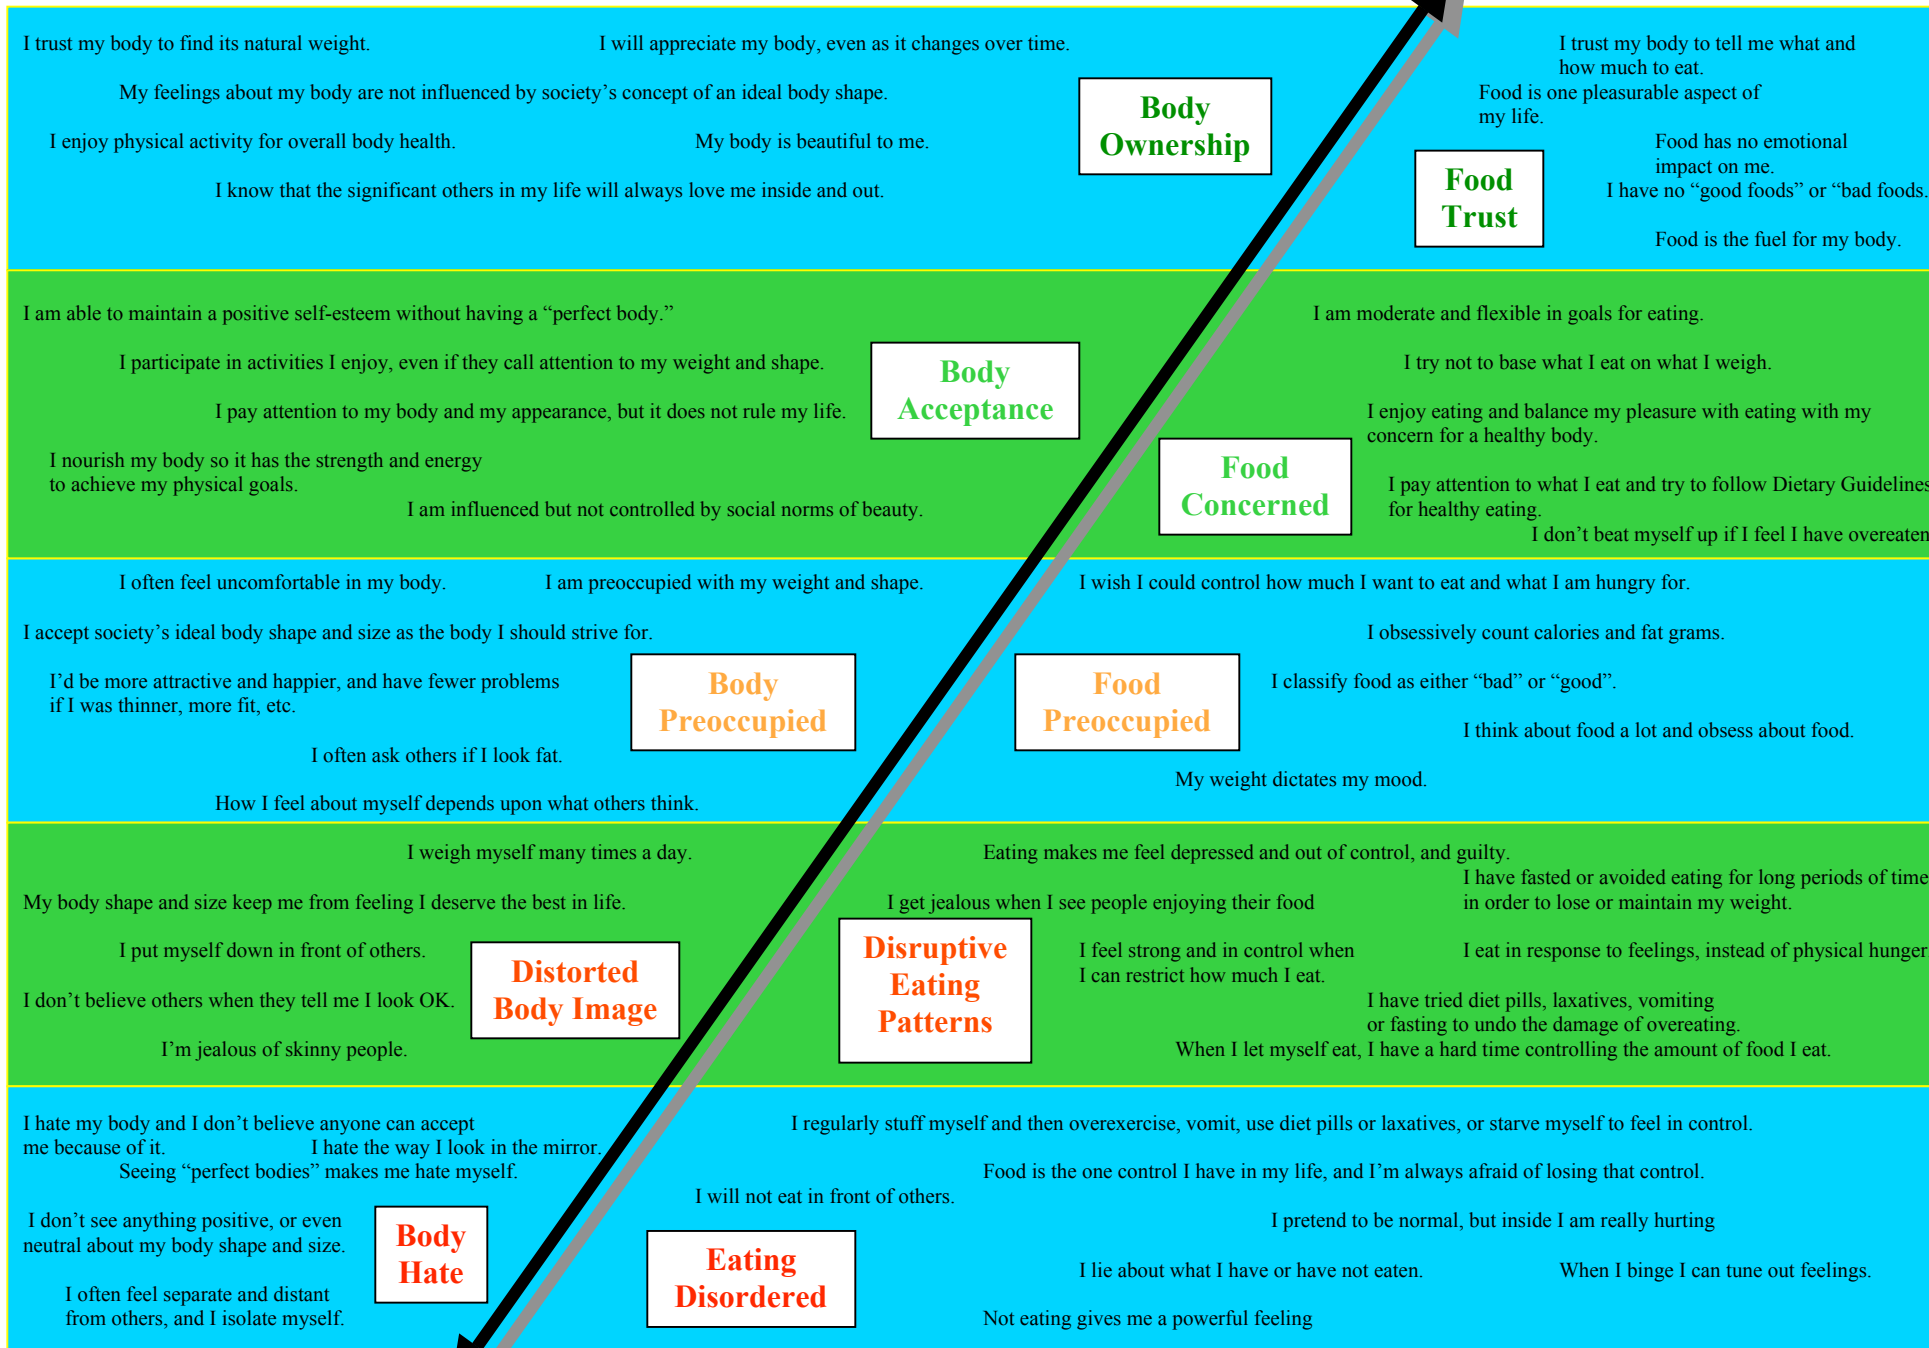 I trust my body to find its natural weight.
I will appreciate my body, even as it changes over time.
My feelings about my body are not influenced by society’s concept of an ideal body shape.
I enjoy physical activity for overall body health.
My body is beautiful to me.
I know that the significant others in my life will always love me inside and out.
Body
Ownership
I trust my body to tell me what and
how much to eat.
Food is one pleasurable aspect of
my life.
Food has no emotional
impact on me.
I have no “good foods” or “bad foods.
Food is the fuel for my body.
Food
Trust
I am able to maintain a positive self-esteem without having a “perfect body.”
I participate in activities I enjoy, even if they call attention to my weight and shape.
I pay attention to my body and my appearance, but it does not rule my life.
I nourish my body so it has the strength and energy
to achieve my physical goals.
I am influenced but not controlled by social norms of beauty.
Body
Acceptance
I am moderate and flexible in goals for eating.
I try not to base what I eat on what I weigh.
I enjoy eating and balance my pleasure with eating with my
concern for a healthy body.
I pay attention to what I eat and try to follow Dietary Guidelines
for healthy eating.
I don’t beat myself up if I feel I have overeaten
Food
Concerned
I often feel uncomfortable in my body.
I am preoccupied with my weight and shape.
I accept society’s ideal body shape and size as the body I should strive for.
I’d be more attractive and happier, and have fewer problems
if I was thinner, more fit, etc.
I often ask others if I look fat.
How I feel about myself depends upon what others think.
Body
Preoccupied
I wish I could control how much I want to eat and what I am hungry for.
I obsessively count calories and fat grams.
I classify food as either “bad” or “good”.
I think about food a lot and obsess about food.
My weight dictates my mood.
Food
Preoccupied
I weigh myself many times a day.
My body shape and size keep me from feeling I deserve the best in life.
I put myself down in front of others.
I don’t believe others when they tell me I look OK.
I’m jealous of skinny people.
Distorted
Body Image
Eating makes me feel depressed and out of control, and guilty.
I have fasted or avoided eating for long periods of time
in order to lose or maintain my weight.
I get jealous when I see people enjoying their food
I feel strong and in control when
I can restrict how much I eat.
I eat in response to feelings, instead of physical hunger
I have tried diet pills, laxatives, vomiting
or fasting to undo the damage of overeating.
When I let myself eat, I have a hard time controlling the amount of food I eat.
Disruptive
Eating
Patterns
I hate my body and I don’t believe anyone can accept
me because of it.
I hate the way I look in the mirror.
Seeing “perfect bodies” makes me hate myself.
I don’t see anything positive, or even
neutral about my body shape and size.
I often feel separate and distant
from others, and I isolate myself.
Body
Hate
I regularly stuff myself and then overexercise, vomit, use diet pills or laxatives, or starve myself to feel in control.
Food is the one control I have in my life, and I’m always afraid of losing that control.
I will not eat in front of others.
I pretend to be normal, but inside I am really hurting
I lie about what I have or have not eaten.
When I binge I can tune out feelings.
Not eating gives me a powerful feeling
Eating
Disordered